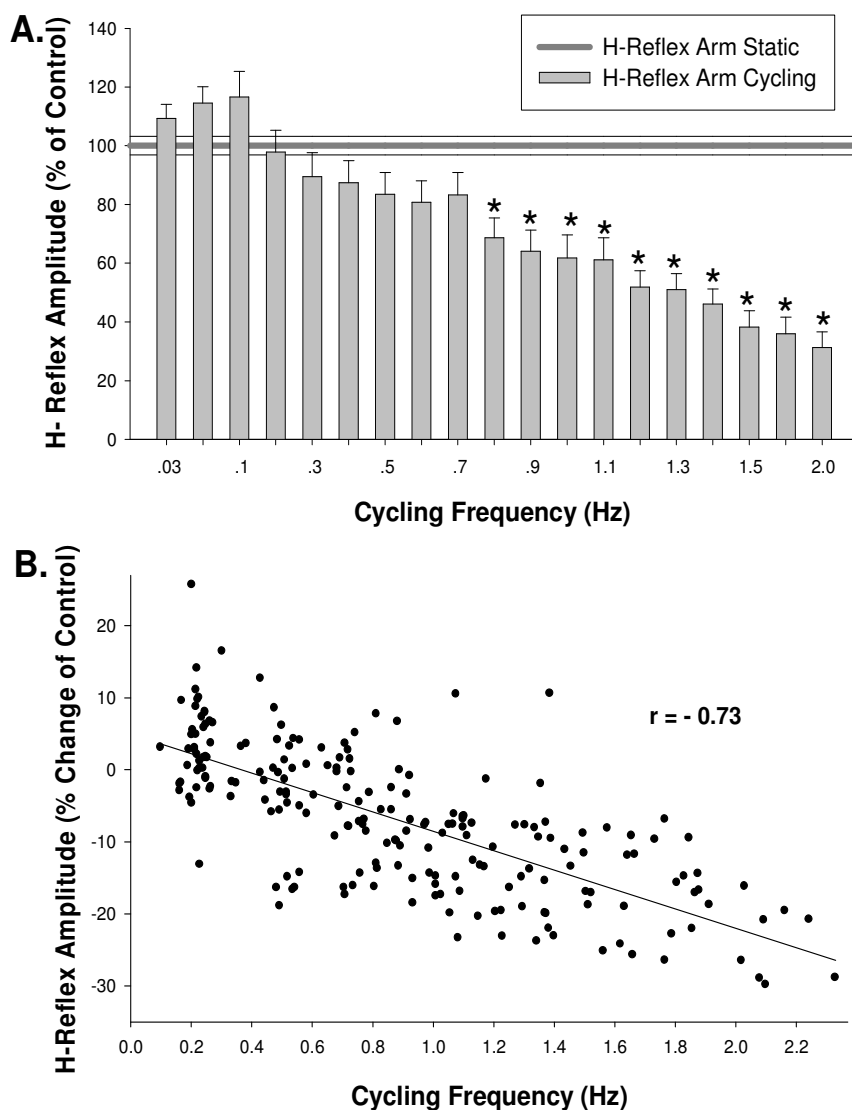 A.
H-Reflex Arm Static
H-Reflex Arm Cycling
H- Reflex Amplitude (% of Control)
140
120
100
80
60
40
20
0
* * * * * * * * * *
.03 .1 .3 .5 .7 .9 1.1 1.3 1.5 2.0
Cycling Frequency (Hz)
B.
H-Reflex Amplitude (% Change of Control)
20
10
0
-10
-20
-30
r = - 0.73
0.0 0.2 0.4 0.6 0.8 1.0 1.2 1.4 1.6 1.8 2.0 2.2
Cycling Frequency (Hz)